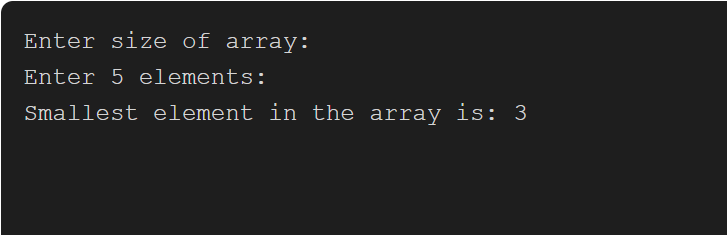 Enter size of array:
Enter 5 elements:
Smallest element in the array is: 3